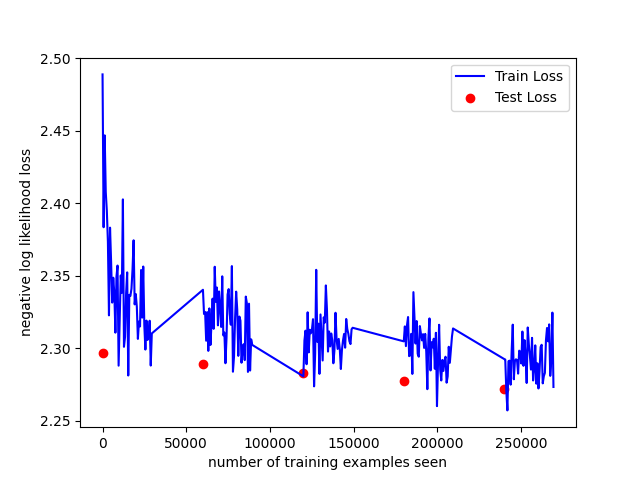 2.50
2.45
2.40
2.35
2.30
2.25
negative log likelihood loss
Train Loss
Test Loss
0 50000 100000 150000 200000 250000
number of training examples seen